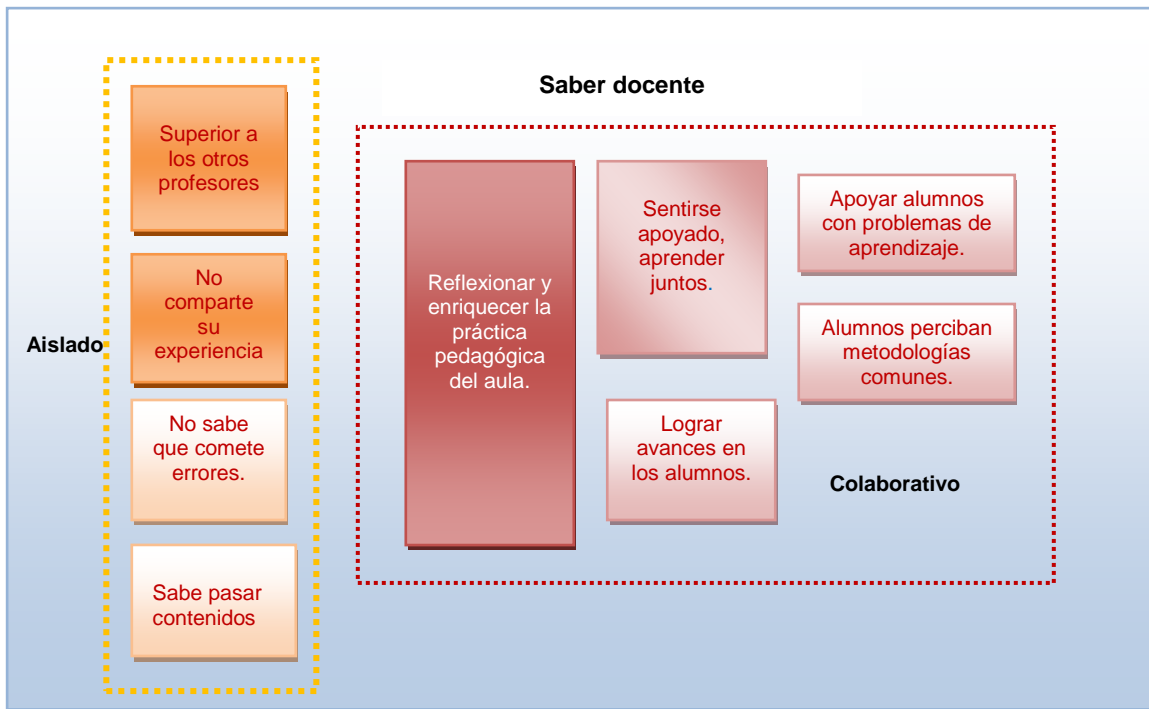 Saber docente
Aislado
Superior a
los otros
profesores
No
comparte
su
experiencia
No sabe
que comete
errores.
Sabe pasar
contenidos
Reflexionar y
enriquecer la
práctica
pedagógica
del aula.
Sentirse
apoyado,
aprender
juntos.
Lograr
avances en
los alumnos.
Apoyar alumnos
con problemas de
aprendizaje.
Alumnos perciban
metodologías
comunes.
Colaborativo